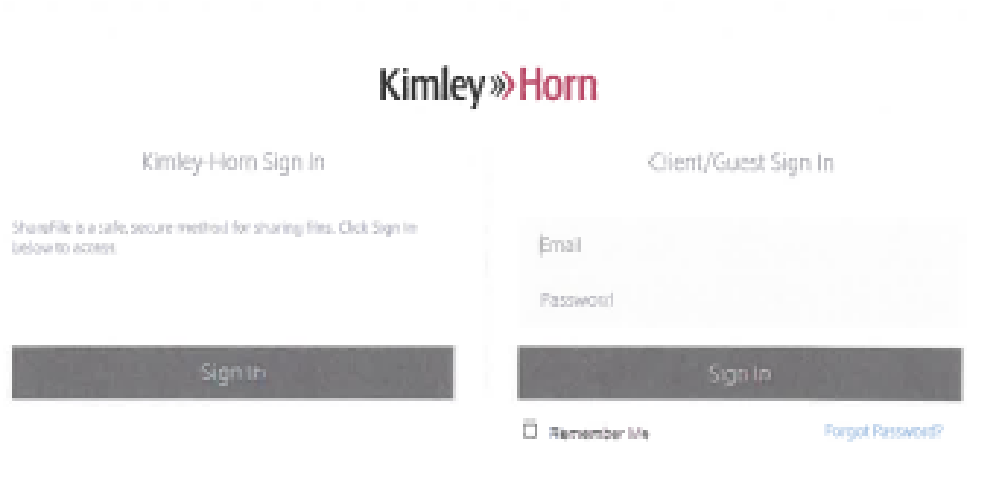 Kimley»Horn
Kimley-Horn Sign In
ShareFile is a safe, secure method for sharing files. Click Sign In
below to access.
Sign In
Client/Guest Sign In
Email
Password
Sign In
Remember Me
Forgot Password?